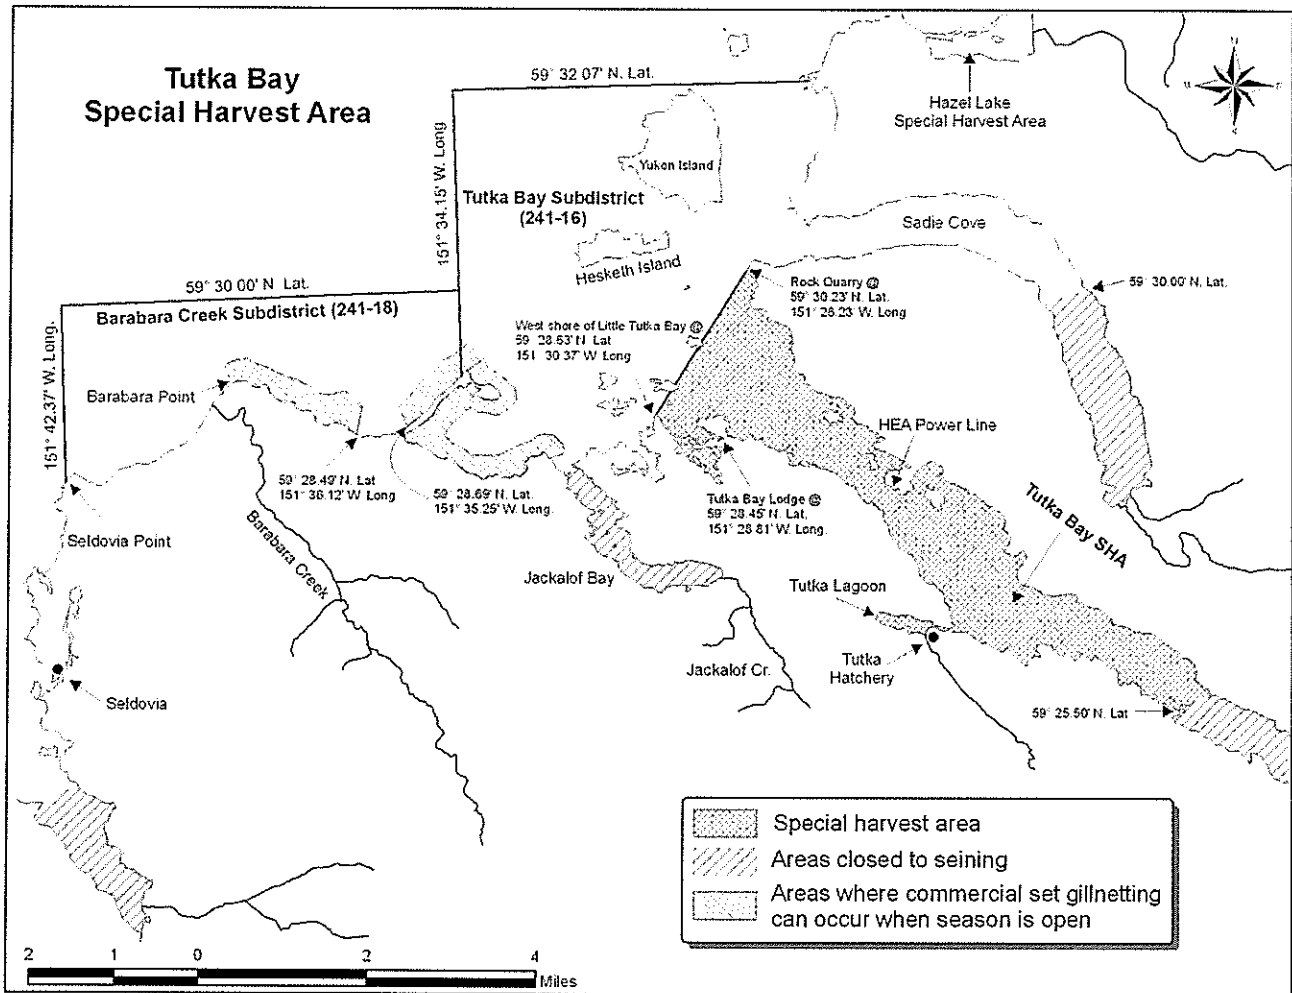 Tutka Bay
Special Harvest Area
59° 32 07' N. Lat.
Hazel Lake
Special Harvest Area
151° 34.15' W. Long
Yukon Island
Tutka Bay Subdistrict
(241-16)
Sadie Cove
Hesketh Island
59° 30 00' N Lat.
Barabara Creek Subdistrict (241-18)
Rock Quarry @
59° 30.23' N. Lat.
151° 28.23' W. Long
59° 30.00' N. Lat.
West shore of Little Tutka Bay @
59° 28.53' N. Lat
151° 30.37' W. Long
151° 42.37' W. Long.
Barabara Point
HEA Power Line
59° 28.49' N. Lat
151° 36.12' W. Long
59° 28.69' N. Lat.
151° 35.25' W. Long.
Tutka Bay Lodge @
59° 28.45' N. Lat.
151° 28.81' W. Long.
Tutka Bay SHA
Seldovia Point
Barabara Creek
Jackalof Bay
Tutka Lagoon
Tutka
Hatchery
Jackalof Cr.
Seldovia
59° 25.50' N. Lat
Special harvest area
Areas closed to seining
Areas where commercial set gillnetting
can occur when season is open
2 1 0 2 4
Miles